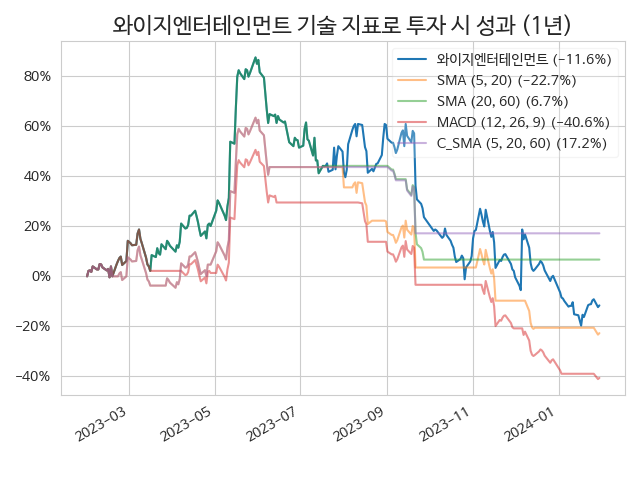 와이지엔터테인먼트 기술 지표로 투자 시 성과 (1년)
와이지엔터테인먼트 (−11.6%)
SMA (5, 20) (−22.7%)
SMA (20, 60) (6.7%)
MACD (12, 26, 9) (−40.6%)
C_SMA (5, 20, 60) (17.2%)
80%
60%
40%
20%
0%
−20%
−40%
2023−03
2023−05
2023−07
2023−09
2023−11
2024−01